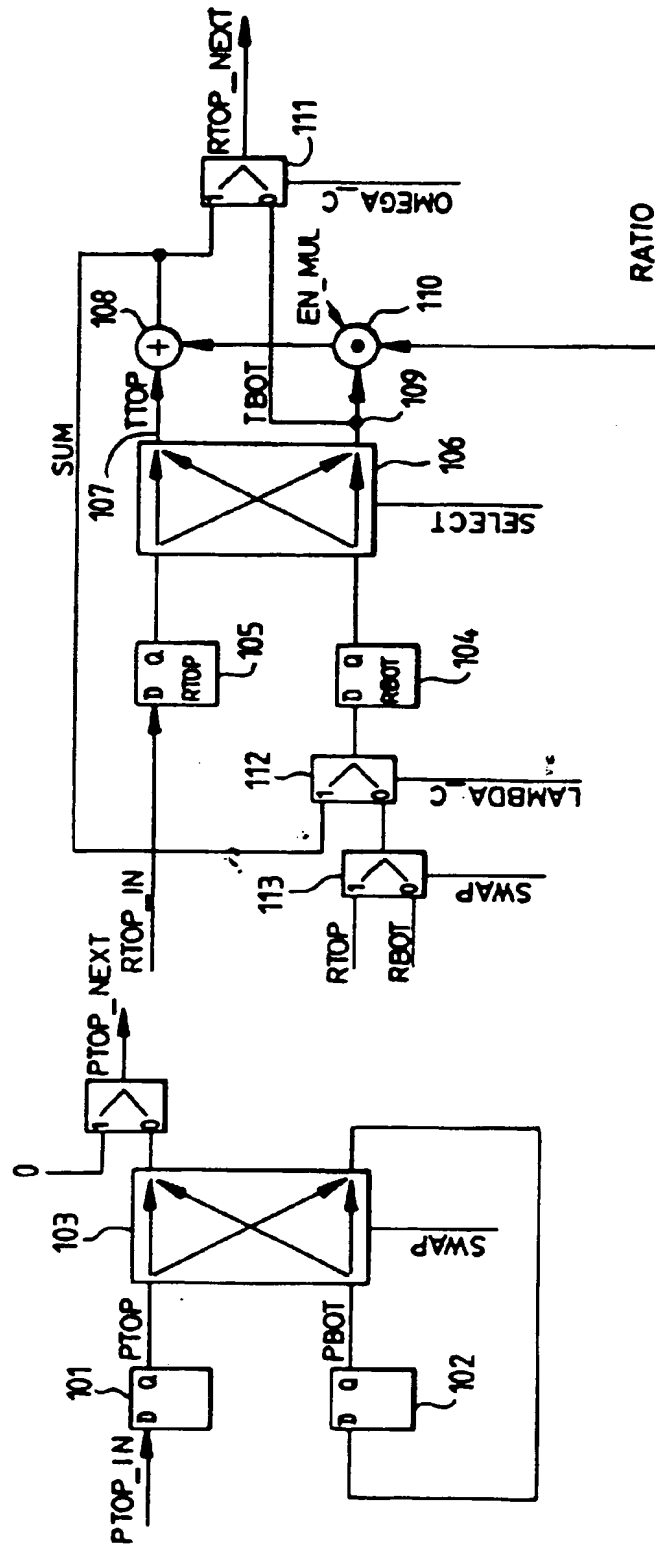 PTOP_IN
101
D Q
PTOP
PBOT
D Q
102
103
SWAP
0
1
0
PTOP_NEXT
RTOP_IN
RTOP
RBOT
113
1
0
SWAP
112
1
0
LAMBDA_C
D Q
RTOP
105
D Q
RBOT
104
SUM
107
TTOP
TBOT
106
SELECT
108
+
EN_MUL
109
110
1
0
111
OMEGA_C
RTOP_NEXT
RATIO